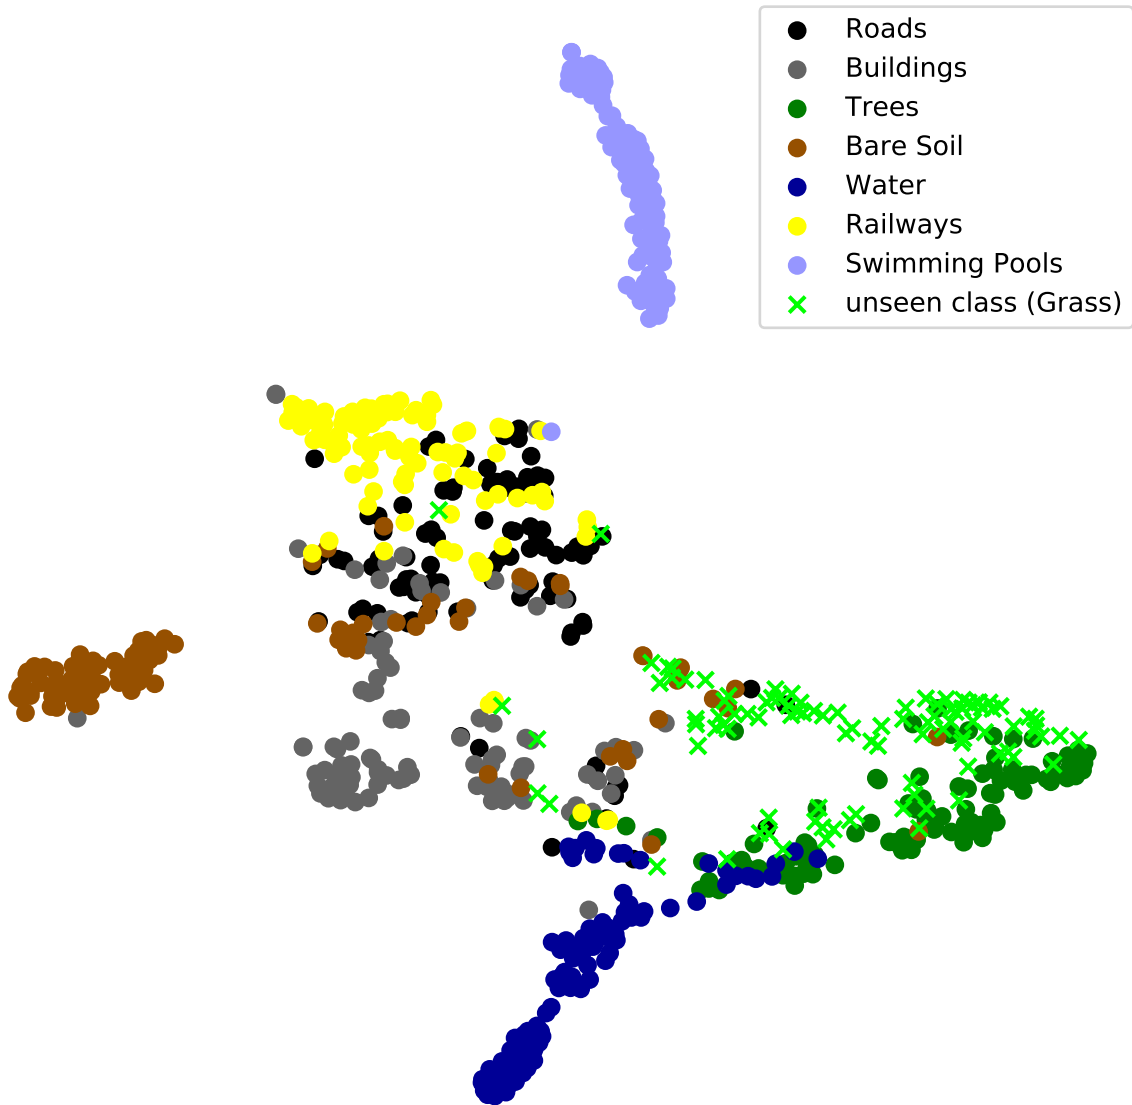 Roads
Buildings
Trees
Bare Soil
Water
Railways
Swimming Pools
unseen class (Grass)